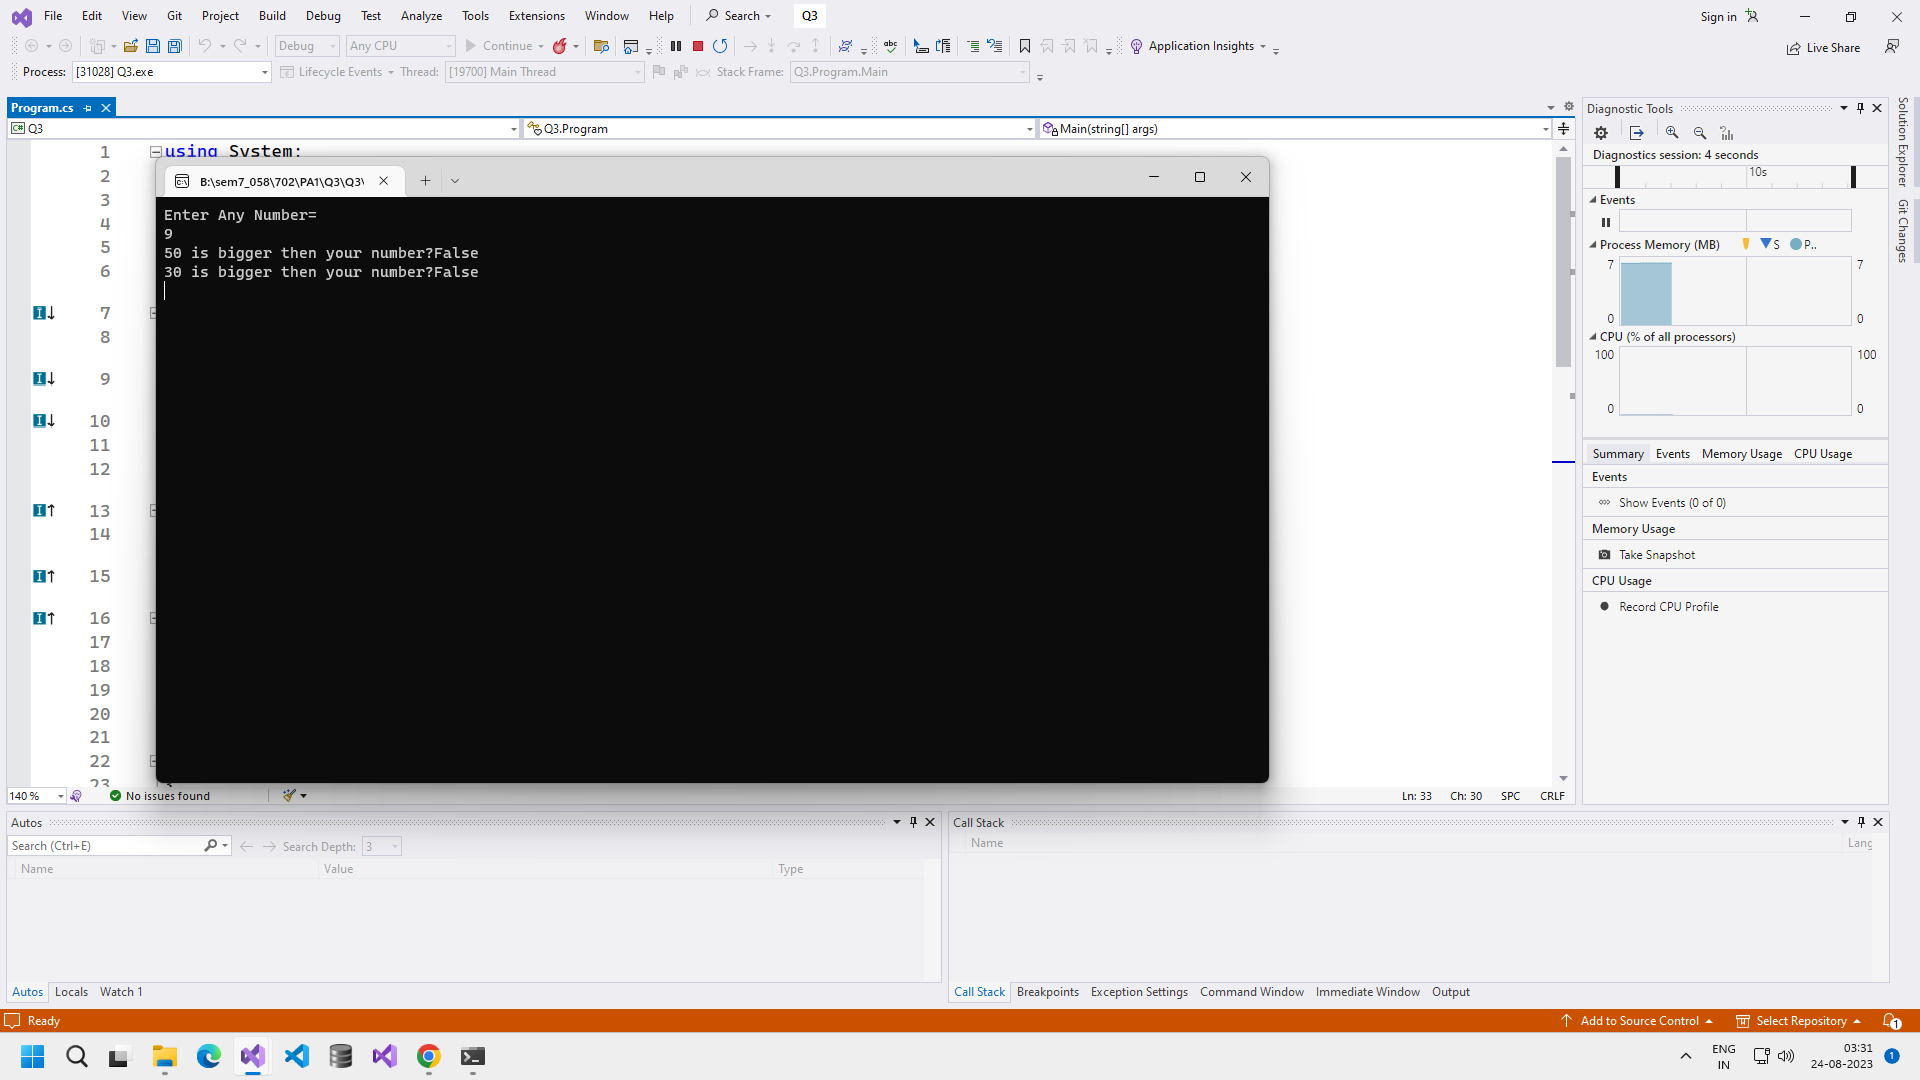 File Edit View Git Project Build Debug Test Analyze Tools Extensions Window Help Search Q3 Sign in
Debug Any CPU Continue Application Insights Live Share
Process: [31028] Q3.exe Lifecycle Events Thread: [19700] Main Thread Stack Frame: Q3.Program.Main
Program.cs
Q3 Q3.Program Main(string[] args)
1 using System;
2
3
4
5
6
7
8
9
10
11
12
13
14
15
16
17
18
19
20
21
22
23
B:\sem7_058\702\PA1\Q3\Q3\
Enter Any Number=
9
50 is bigger then your number?False
30 is bigger then your number?False
140 % No issues found Ln: 33 Ch: 30 SPC CRLF
Diagnostic Tools
Diagnostics session: 4 seconds
10s
Events
Process Memory (MB) S P..
7 7
0 0
CPU (% of all processors)
100 100
0 0
Summary Events Memory Usage CPU Usage
Events
Show Events (0 of 0)
Memory Usage
Take Snapshot
CPU Usage
Record CPU Profile
Solution Explorer
Git Changes
Autos
Search (Ctrl+E) Search Depth: 3
Name Value Type
Autos Locals Watch 1
Call Stack
Name Lang
Call Stack Breakpoints Exception Settings Command Window Immediate Window Output
Ready Add to Source Control Select Repository 1
ENG
IN
03:31
24-08-2023
1